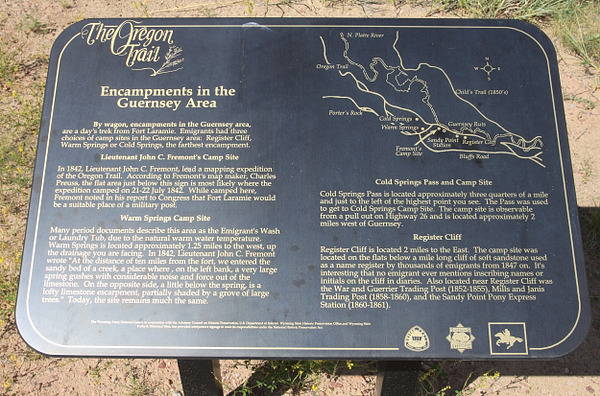 The Oregon
Trail
Encampments in the
Guernsey Area
By wagon, encampments in the Guernsey area,
are a day's trek from Fort Laramie. Emigrants had three
choices of camp sites in the Guernsey area: Register Cliff,
Warm Springs or Cold Springs, the farthest encampment.
Lieutenant John C. Fremont's Camp Site
In 1842, Lieutenant John C. Fremont, lead a mapping expedition
of the Oregon Trail. According to Fremont's map maker, Charles
Preuss, the flat area just below this sign is most likely where the
expedition camped on 21-22 July 1842. While camped here,
Fremont noted in his report to Congress that Fort Laramie would
be a suitable place of a military post.
Warm Springs Camp Site
Many period documents describe this area as the Emigrant's Wash
or Laundry Tub, due to the natural warm water temperature.
Warm Springs is located approximately 1.25 miles to the west, up
the drainage you are facing. In 1842, Lieutenant John C. Fremont
wrote "At the distance of ten miles from the fort, we entered the
sandy bed of a creek, a place where , on the left bank, a very large
spring gushes with considerable noise and force out of the
limestone. On the opposite side, a little below the spring, is a
lofty limestone escarpment, partially shaded by a grove of large
trees." Today, the site remains much the same.
N. Platte River
Oregon Trail
Child's Trail (1850's)
Porter's Rock
Cold Springs
Warm Springs
Guernsey Ruts
Sandy Point
Station
Register Cliff
Fremont's
Camp Site
Bluffs Road
Cold Springs Pass and Camp Site
Cold Springs Pass is located approximately three quarters of a mile
and just to the left of the highest point you see. The Pass was used
to get to Cold Springs Camp Site. The camp site is observable
from a pull out on Highway 26 and is located approximately 2
miles west of Guernsey.
Register Cliff
Register Cliff is located 2 miles to the East. The camp site was
located on the flats below a mile long cliff of soft sandstone used
as a name register by thousands of emigrants from 1847 on. It's
interesting that no emigrant ever mentions inscribing names or
initials on the cliff in diaries. Also located near Register Cliff was
the War and Guerrier Trading Post (1852-1855), Mills and Janis
Trading Post (1858-1860), and the Sandy Point Pony Express
Station (1860-1861).